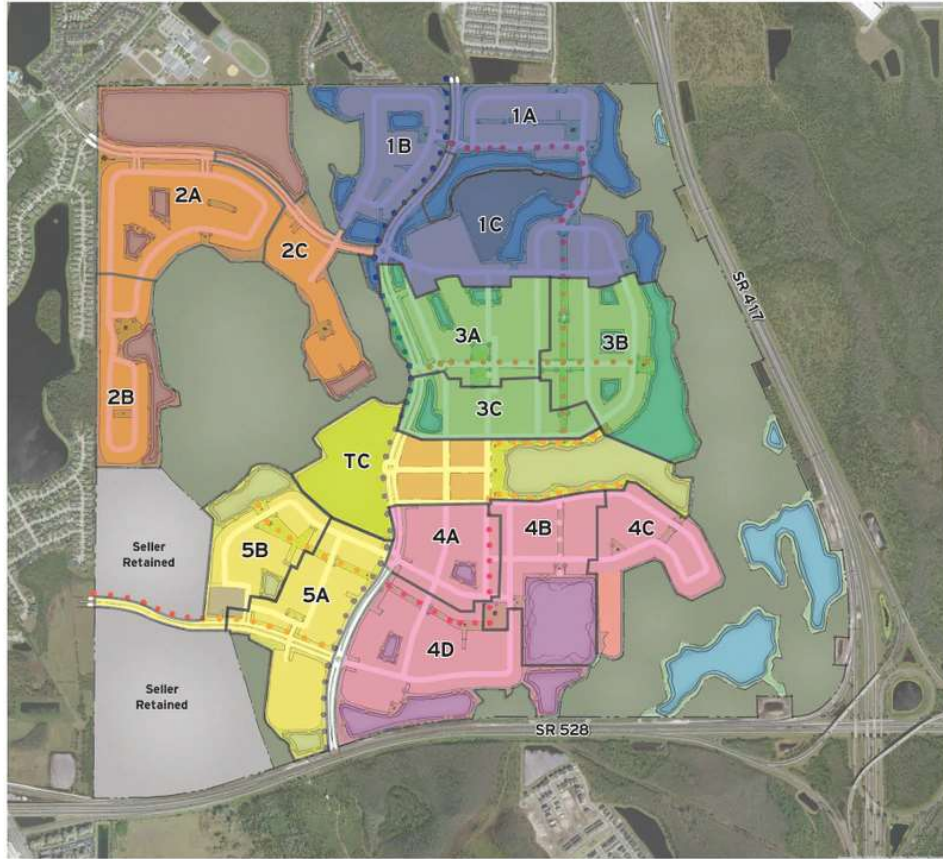 1A
1B
1C
2A
2C
SR 417
3A
3B
2B
3C
TC
4A
4B
4C
5B
Seller
Retained
5A
4D
Seller
Retained
SR 528